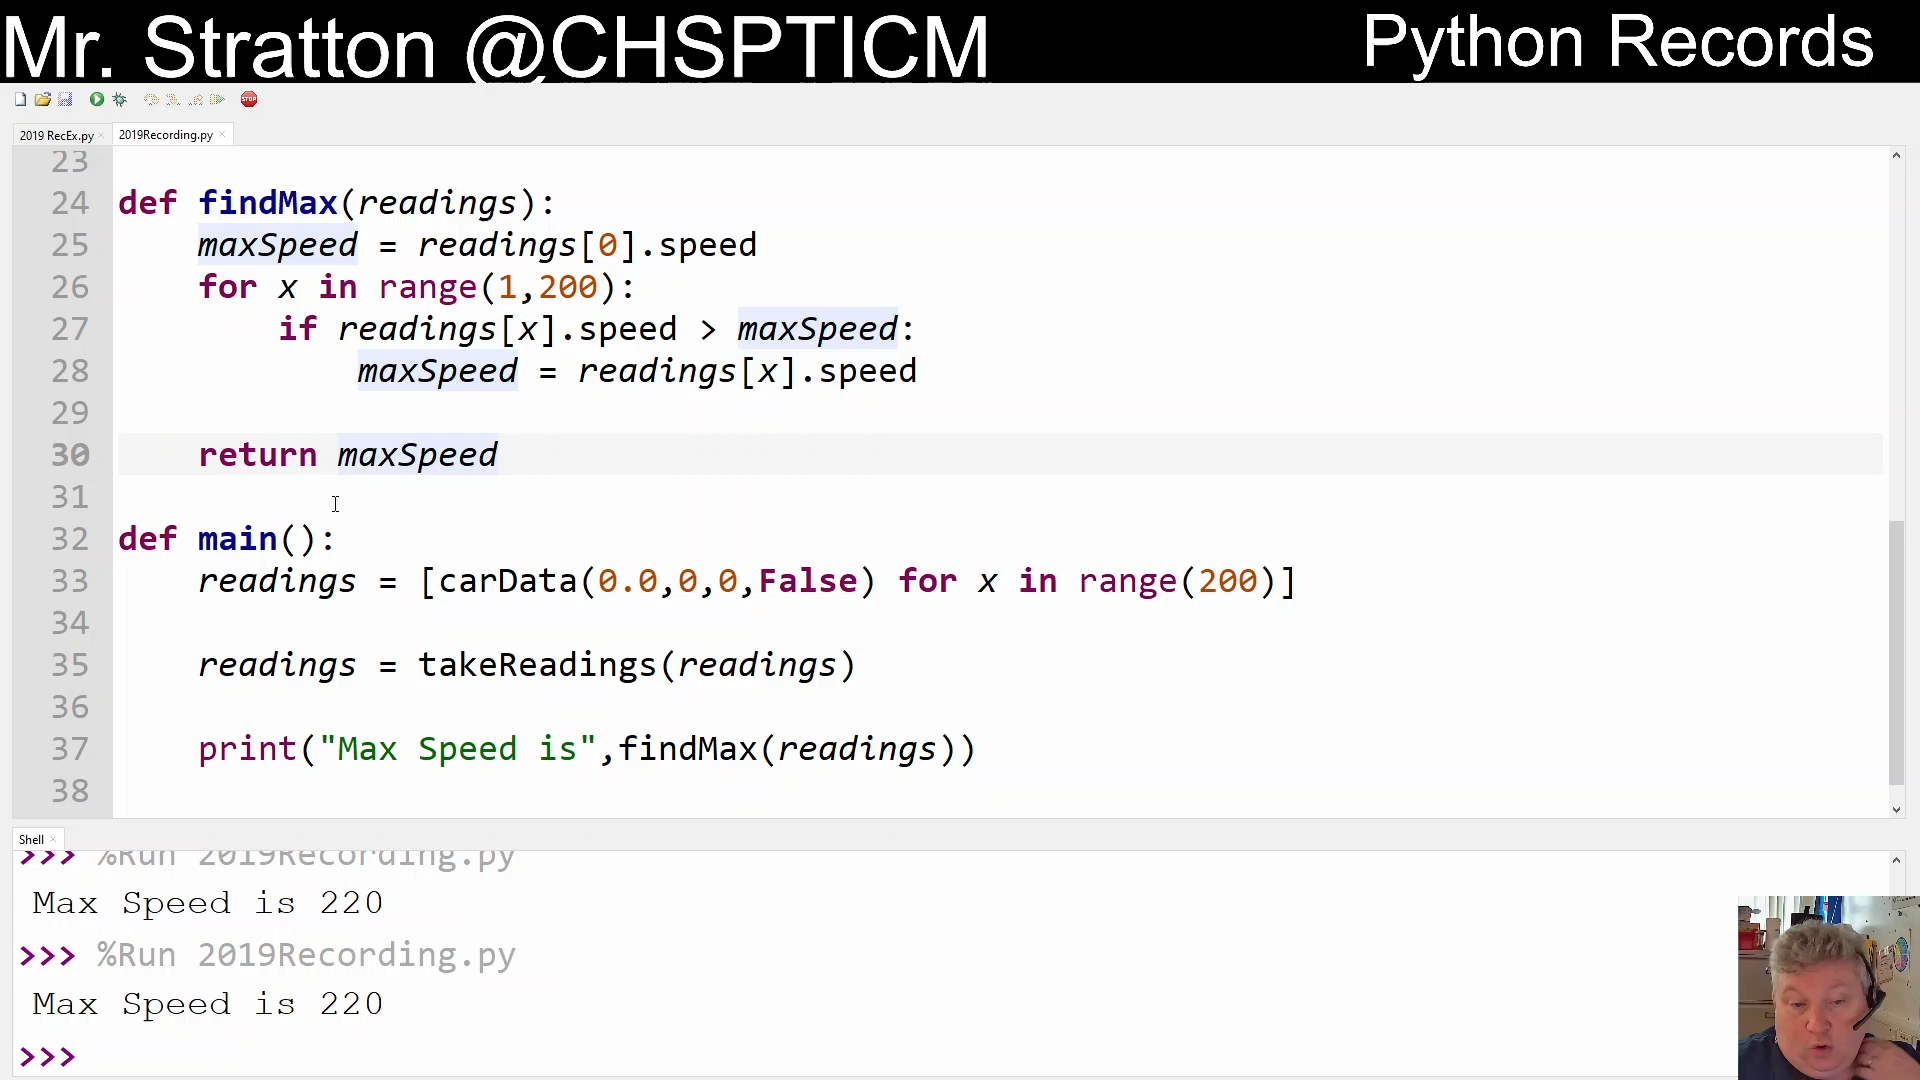 Mr. Stratton @CHSPTICM
Python Records
STOP
2019 RecEx.py
2019Recording.py
23
24 def findMax(readings):
25 maxSpeed = readings[0].speed
26 for x in range(1,200):
27 if readings[x].speed > maxSpeed:
28 maxSpeed = readings[x].speed
29
30 return maxSpeed
31
32 def main():
33 readings = [carData(0.0,0,0,False) for x in range(200)]
34
35 readings = takeReadings(readings)
36
37 print("Max Speed is",findMax(readings))
38
Shell
>>> %Run 2019Recording.py
Max Speed is 220
>>> %Run 2019Recording.py
Max Speed is 220
>>>